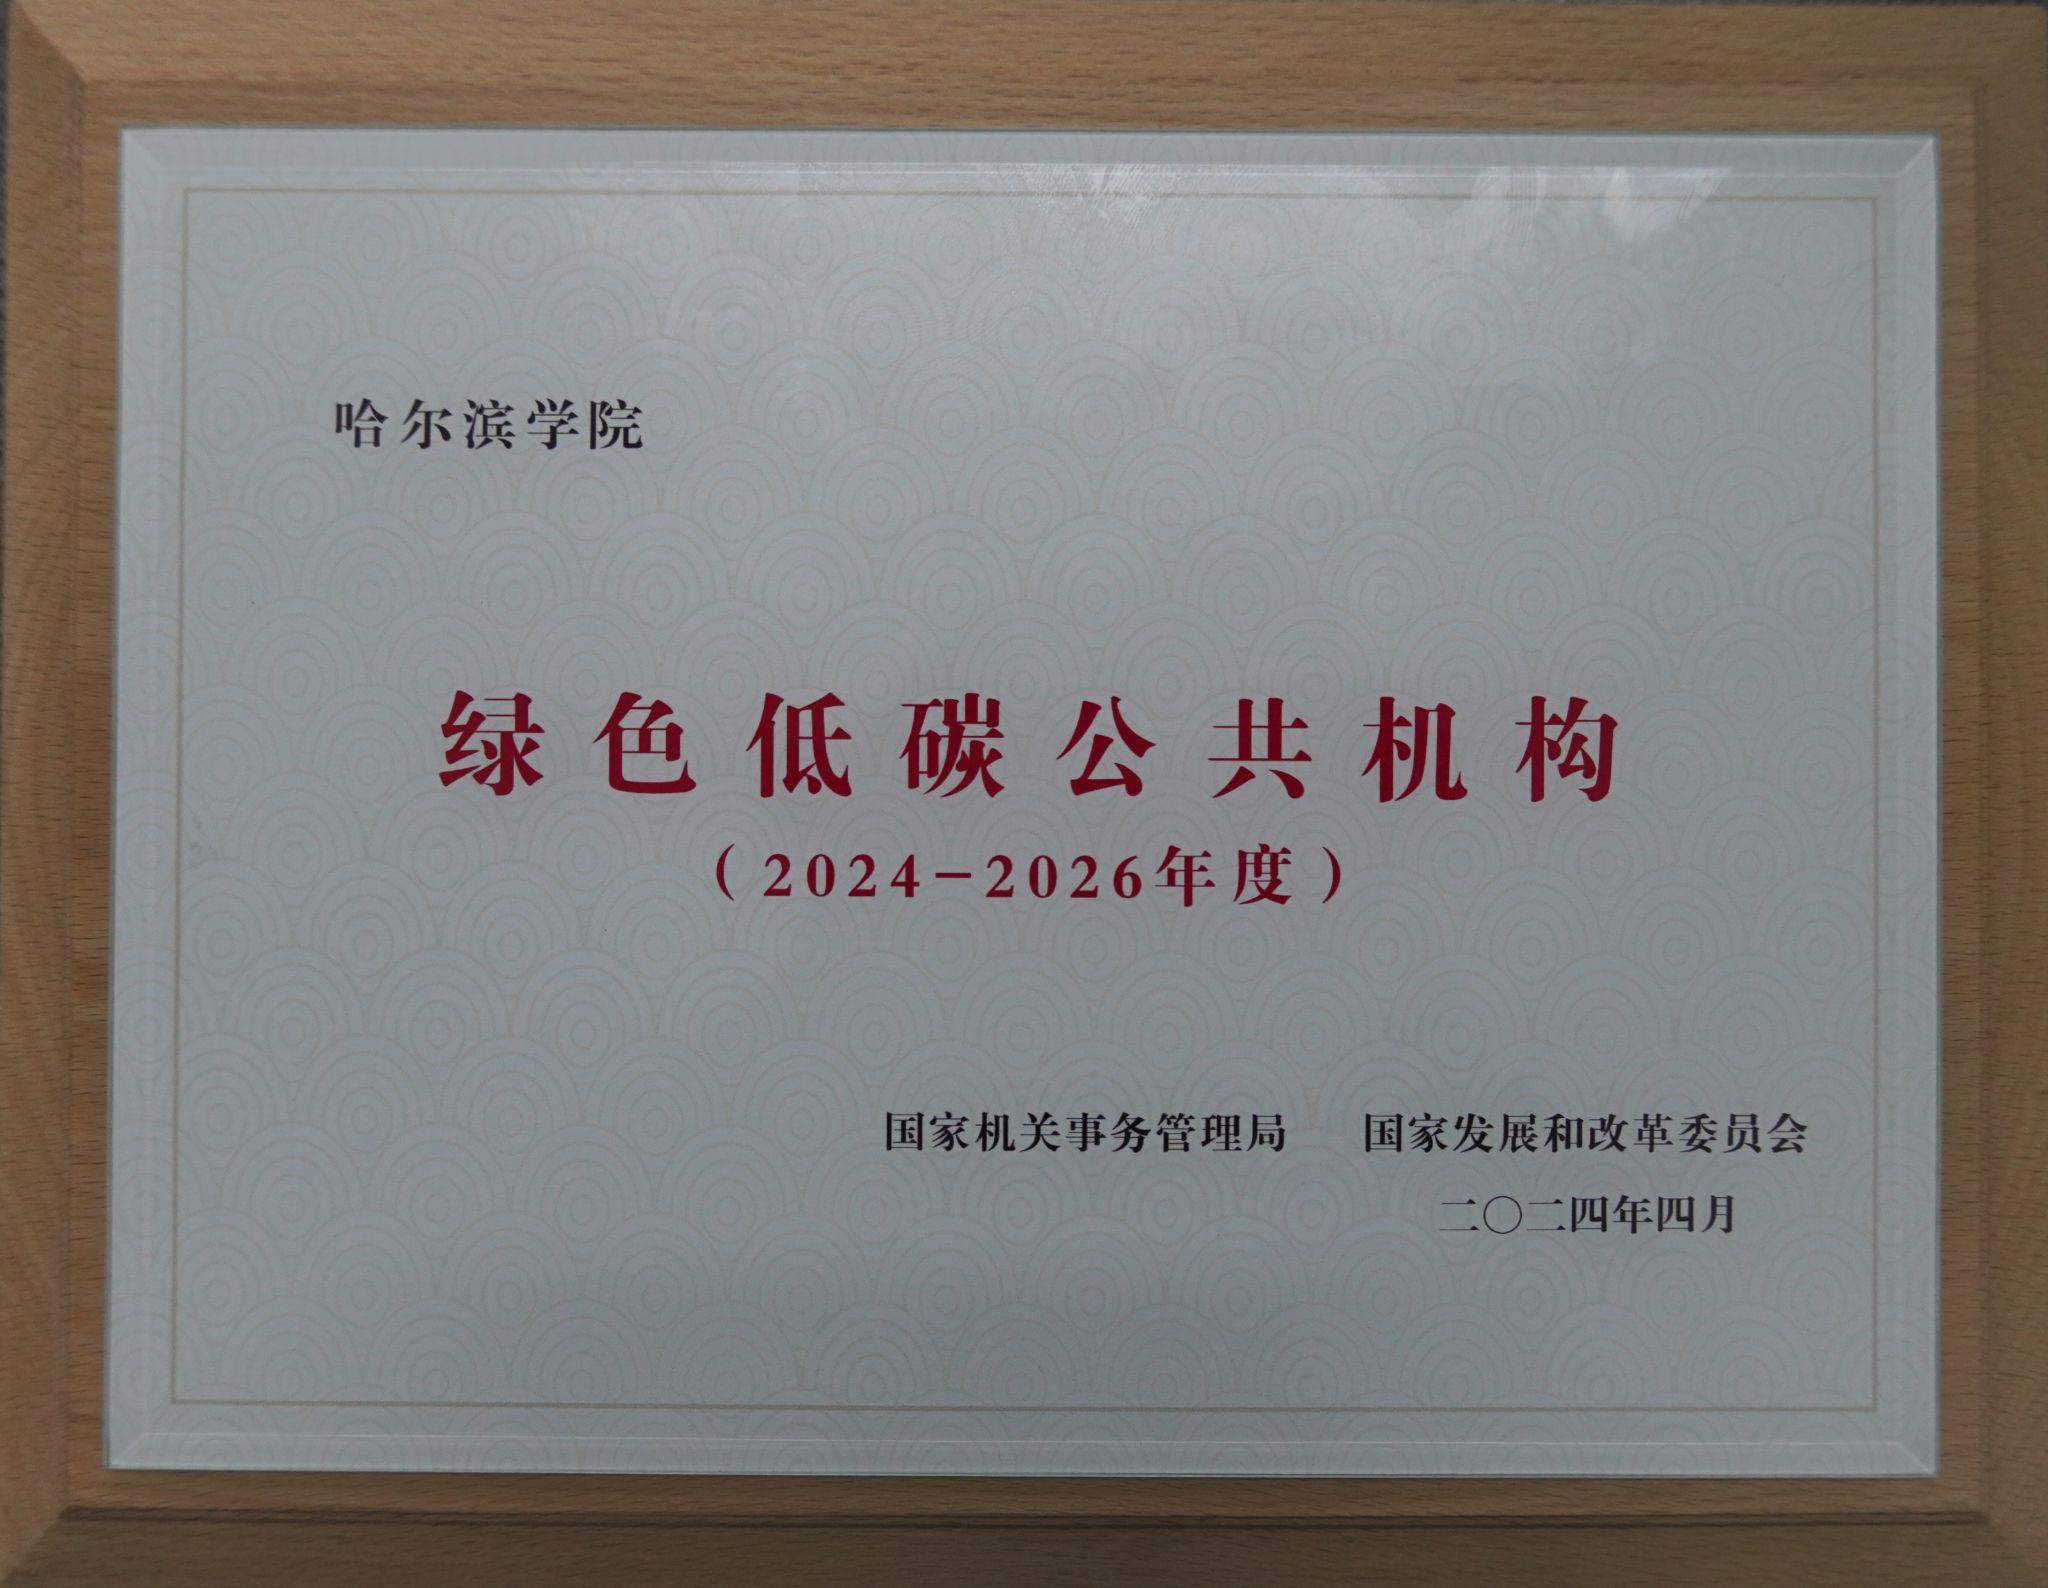 哈尔滨学院
绿色低碳公共机构
（2024－2026年度）
国家机关事务管理局 国家发展和改革委员会
二〇二四年四月